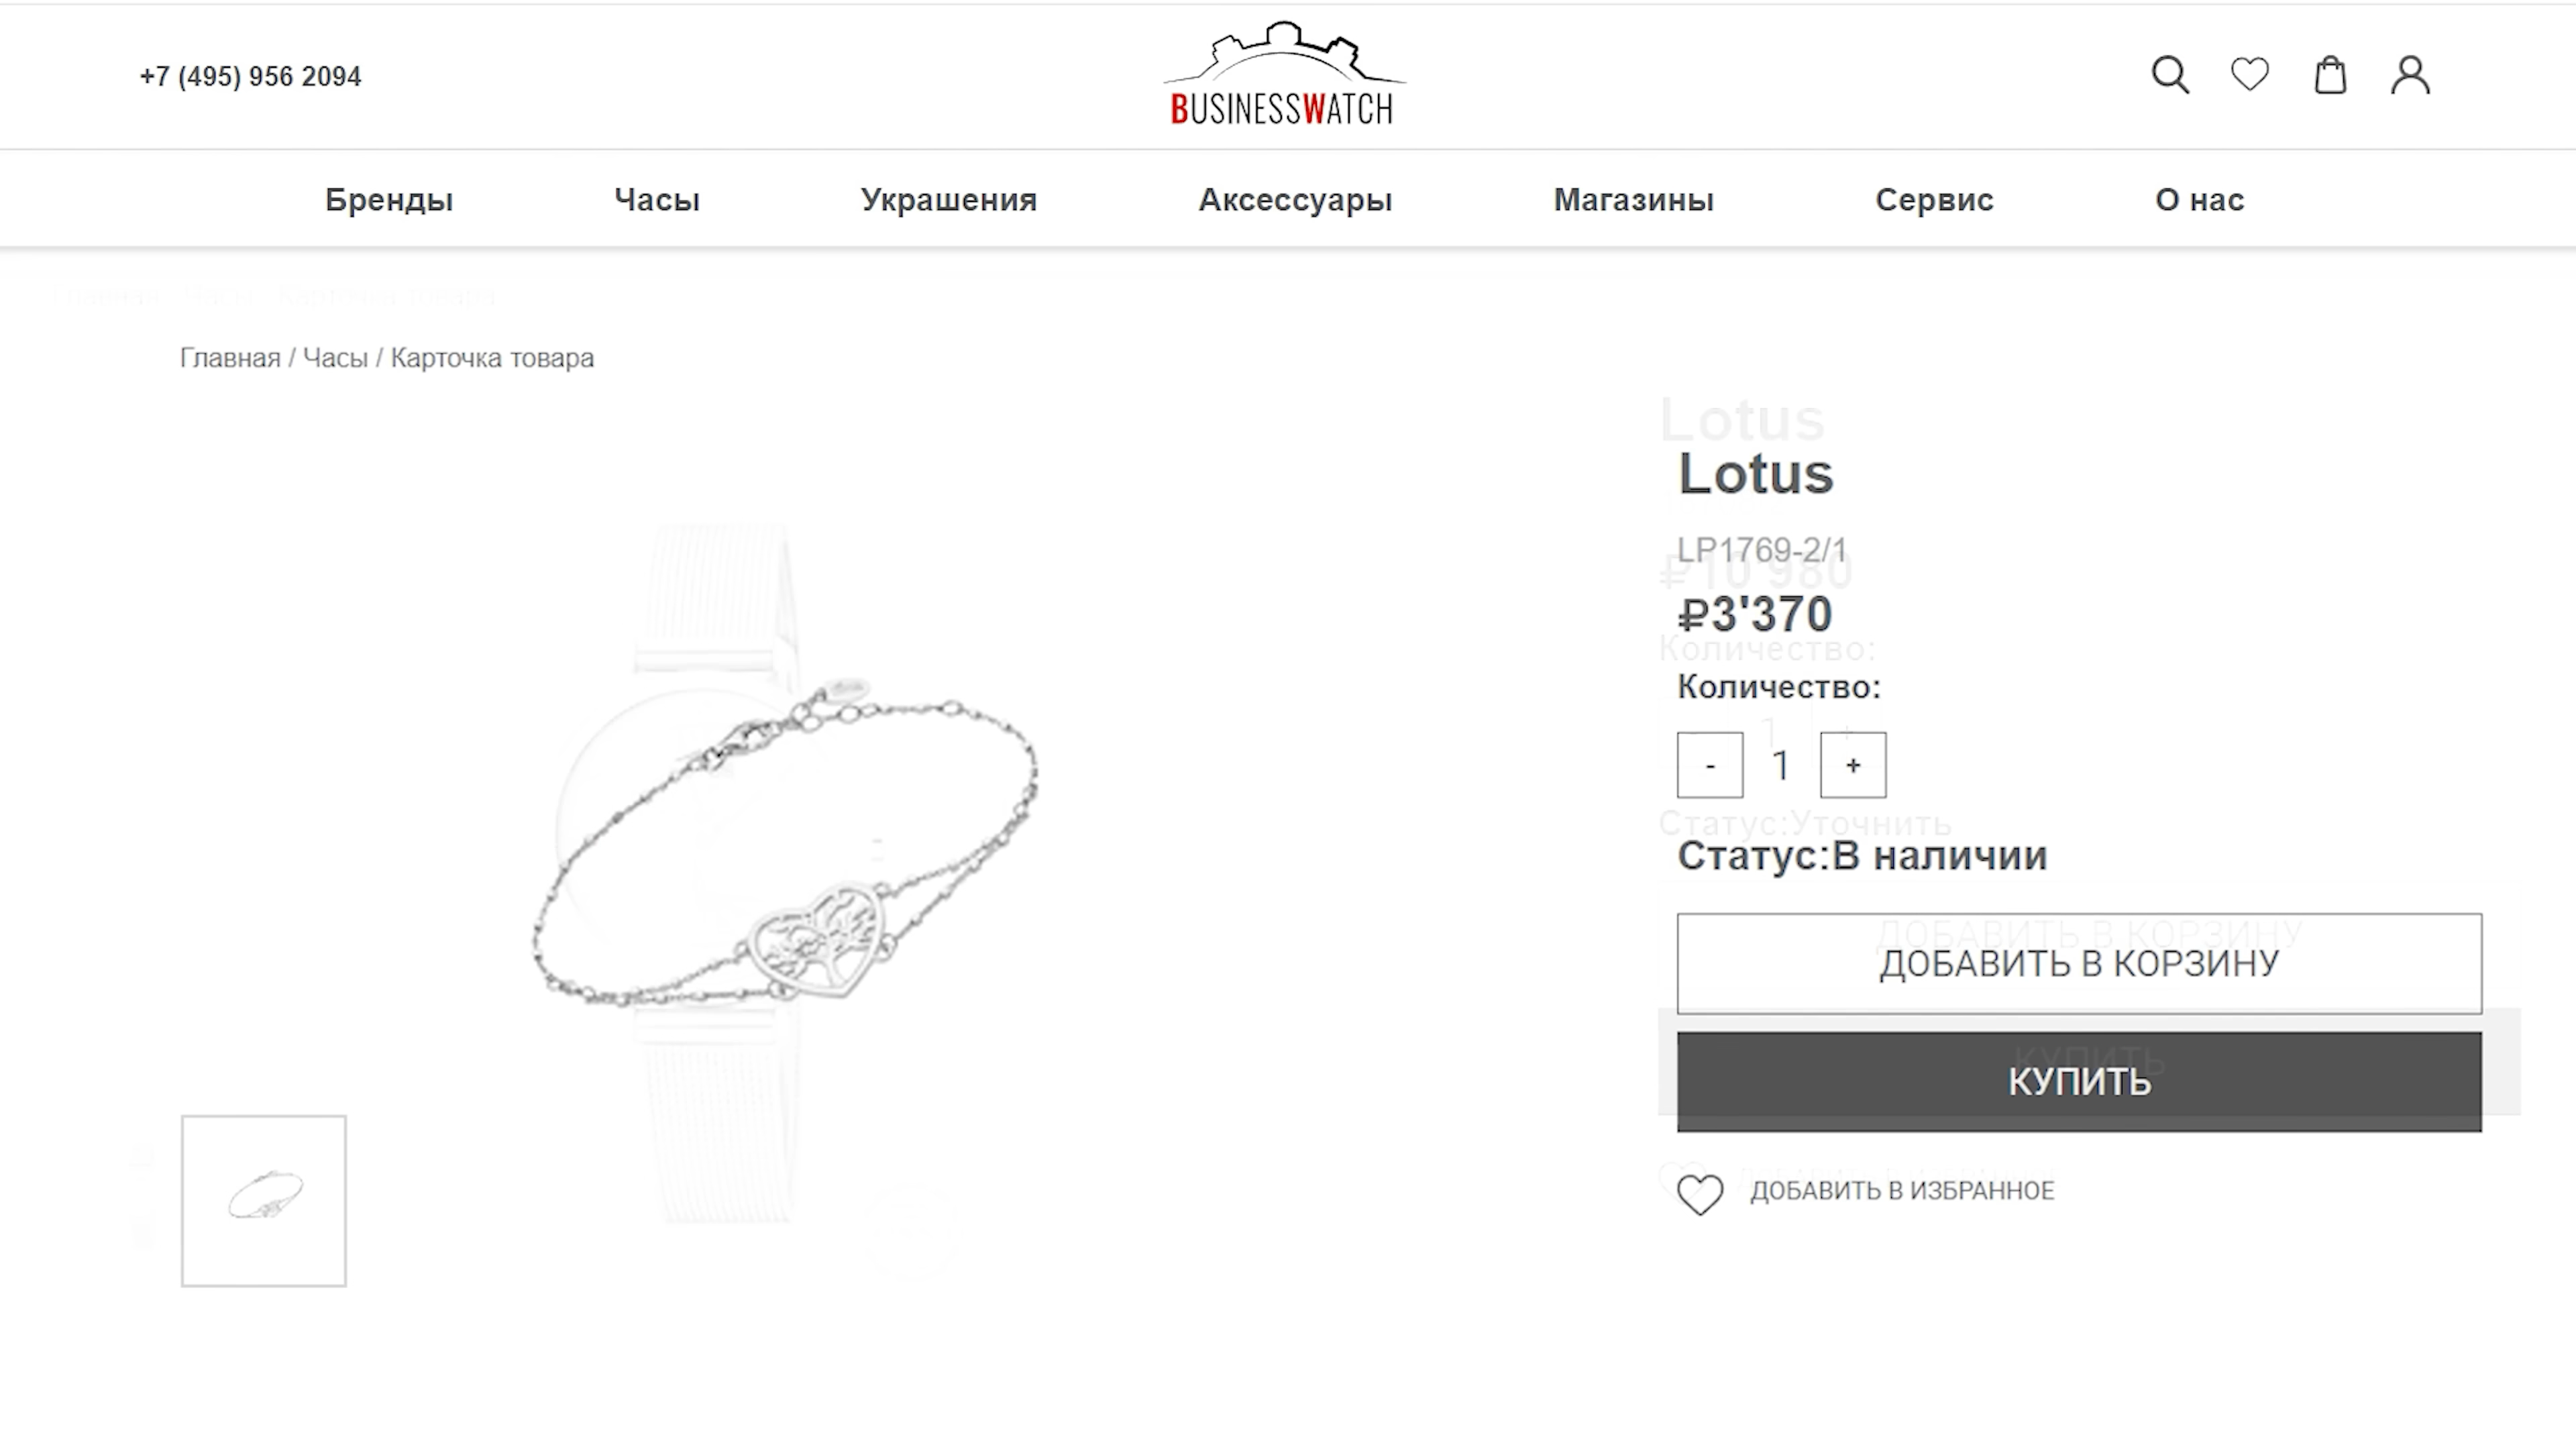 +7 (495) 956 2094
BUSINESSWATCH
Бренды Часы Украшения Аксессуары Магазины Сервис О нас
Главная / Часы / Карточка товара
Lotus
Lotus
LP1769-2/1
₽10'980
₽3'370
Количество:
Количество:
1 +
- 1 +
Статус:Уточнить
Статус:В наличии
ДОБАВИТЬ В КОРЗИНУ
ДОБАВИТЬ В КОРЗИНУ
КУПИТЬ
КУПИТЬ
ДОБАВИТЬ В ИЗБРАННОЕ